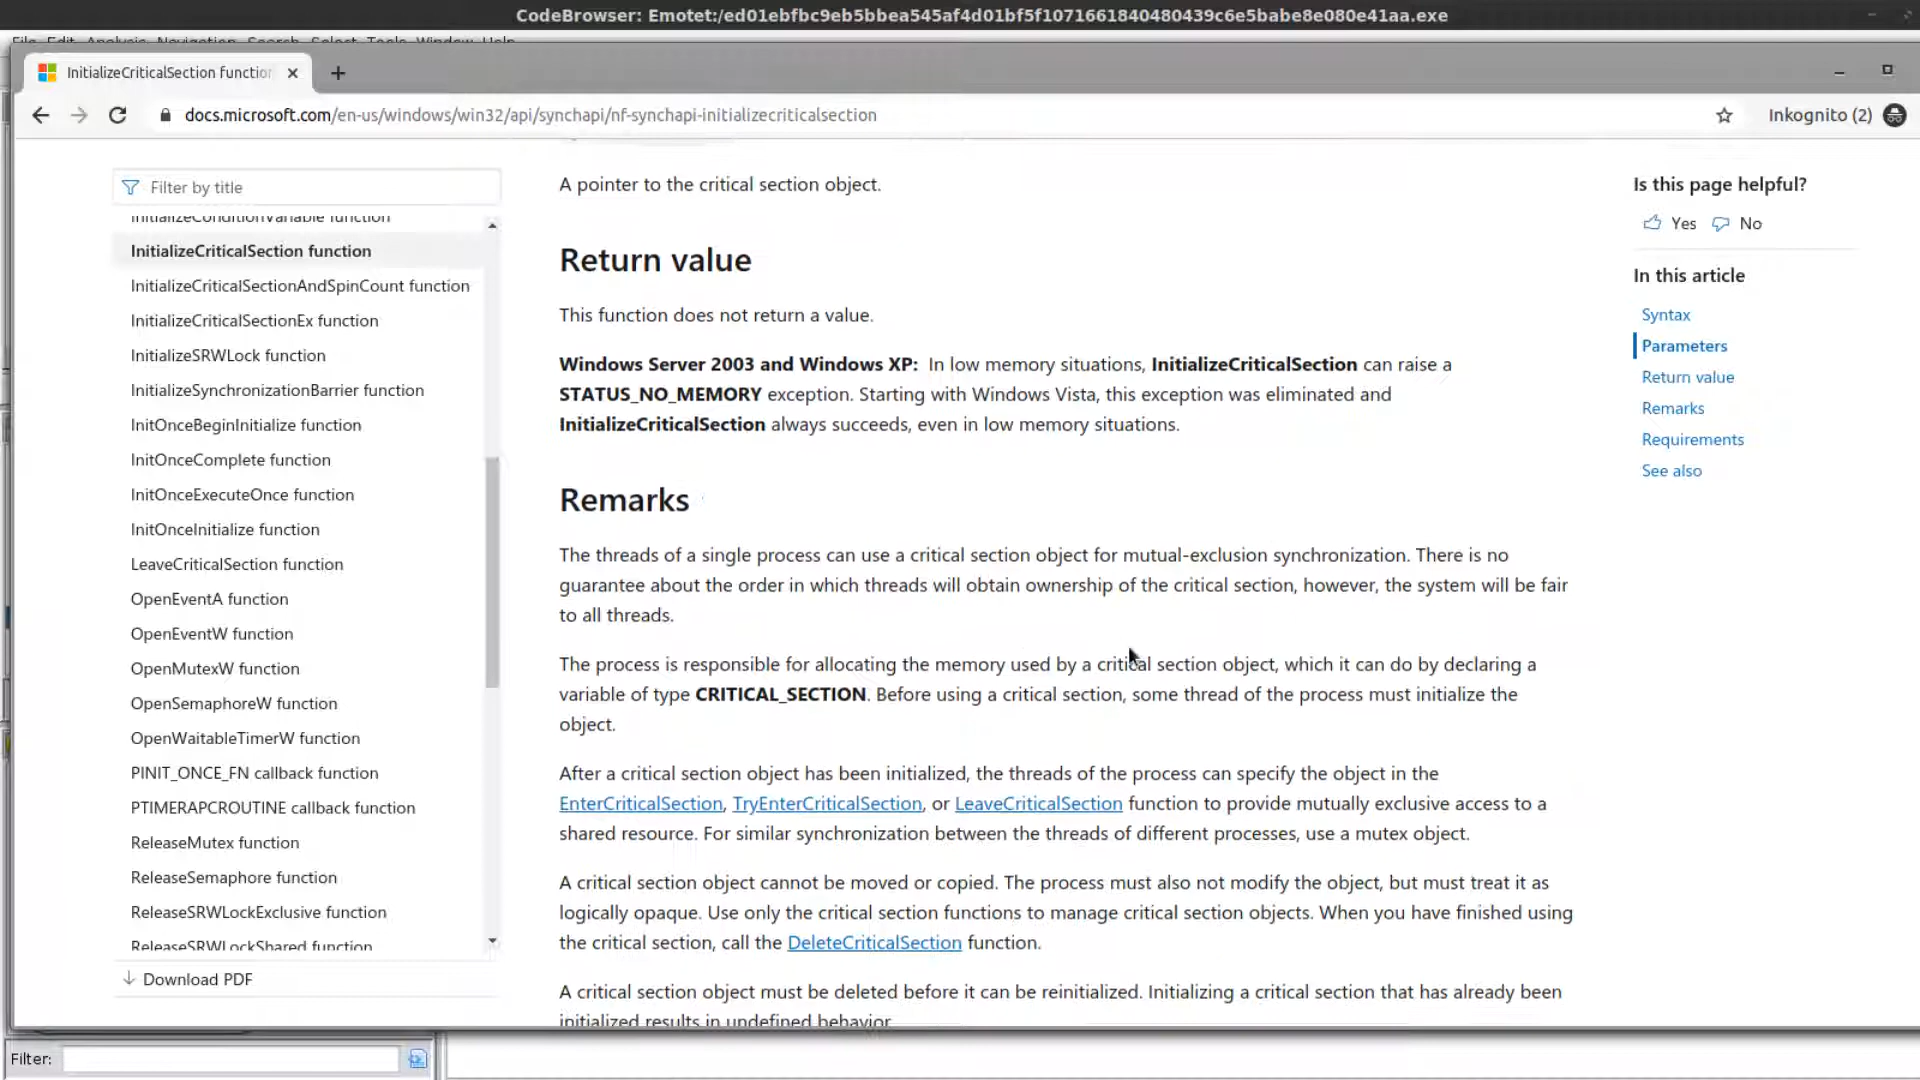 CodeBrowser: Emotet:/ed01ebfbc9eb5bbea545af4d01bf5f1071661840480439c6e5babe8e080e41aa.exe
File Edit Analysis Navigation Search Select Tools Window Help
InitializeCriticalSection function
docs.microsoft.com/en-us/windows/win32/api/synchapi/nf-synchapi-initializecriticalsection
Inkognito (2)
Filter by title
InitializeConditionVariable function
InitializeCriticalSection function
InitializeCriticalSectionAndSpinCount function
InitializeCriticalSectionEx function
InitializeSRWLock function
InitializeSynchronizationBarrier function
InitOnceBeginInitialize function
InitOnceComplete function
InitOnceExecuteOnce function
InitOnceInitialize function
LeaveCriticalSection function
OpenEventA function
OpenEventW function
OpenMutexW function
OpenSemaphoreW function
OpenWaitableTimerW function
PINIT_ONCE_FN callback function
PTIMERAPCROUTINE callback function
ReleaseMutex function
ReleaseSemaphore function
ReleaseSRWLockExclusive function
ReleaseSRWLockShared function
Download PDF
A pointer to the critical section object.
Return value
This function does not return a value.
Windows Server 2003 and Windows XP: In low memory situations, InitializeCriticalSection can raise a
STATUS_NO_MEMORY exception. Starting with Windows Vista, this exception was eliminated and
InitializeCriticalSection always succeeds, even in low memory situations.
Remarks
The threads of a single process can use a critical section object for mutual-exclusion synchronization. There is no
guarantee about the order in which threads will obtain ownership of the critical section, however, the system will be fair
to all threads.
The process is responsible for allocating the memory used by a critical section object, which it can do by declaring a
variable of type CRITICAL_SECTION. Before using a critical section, some thread of the process must initialize the
object.
After a critical section object has been initialized, the threads of the process can specify the object in the
EnterCriticalSection, TryEnterCriticalSection, or LeaveCriticalSection function to provide mutually exclusive access to a
shared resource. For similar synchronization between the threads of different processes, use a mutex object.
A critical section object cannot be moved or copied. The process must also not modify the object, but must treat it as
logically opaque. Use only the critical section functions to manage critical section objects. When you have finished using
the critical section, call the DeleteCriticalSection function.
A critical section object must be deleted before it can be reinitialized. Initializing a critical section that has already been
initialized results in undefined behavior.
Is this page helpful?
Yes No
In this article
Syntax
Parameters
Return value
Remarks
Requirements
See also
Filter: